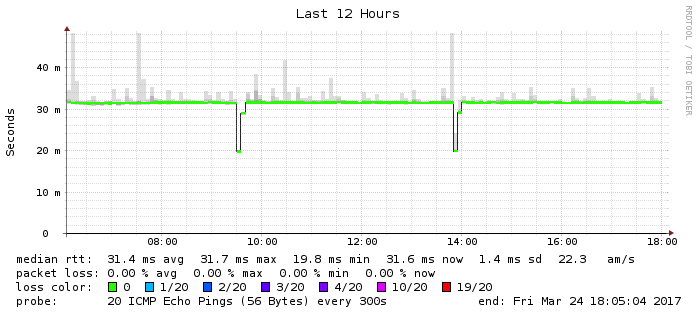 Last 12 Hours
RRDTOOL / TOBI OETIKER
Seconds
40 m
30 m
20 m
10 m
0
08:00 10:00 12:00 14:00 16:00 18:00
median rtt: 31.4 ms avg 31.7 ms max 19.8 ms min 31.6 ms now 1.4 ms sd 22.3 am/s
packet loss: 0.00 % avg 0.00 % max 0.00 % min 0.00 % now
loss color: 0 1/20 2/20 3/20 4/20 10/20 19/20
probe: 20 ICMP Echo Pings (56 Bytes) every 300s end: Fri Mar 24 18:05:04 2017